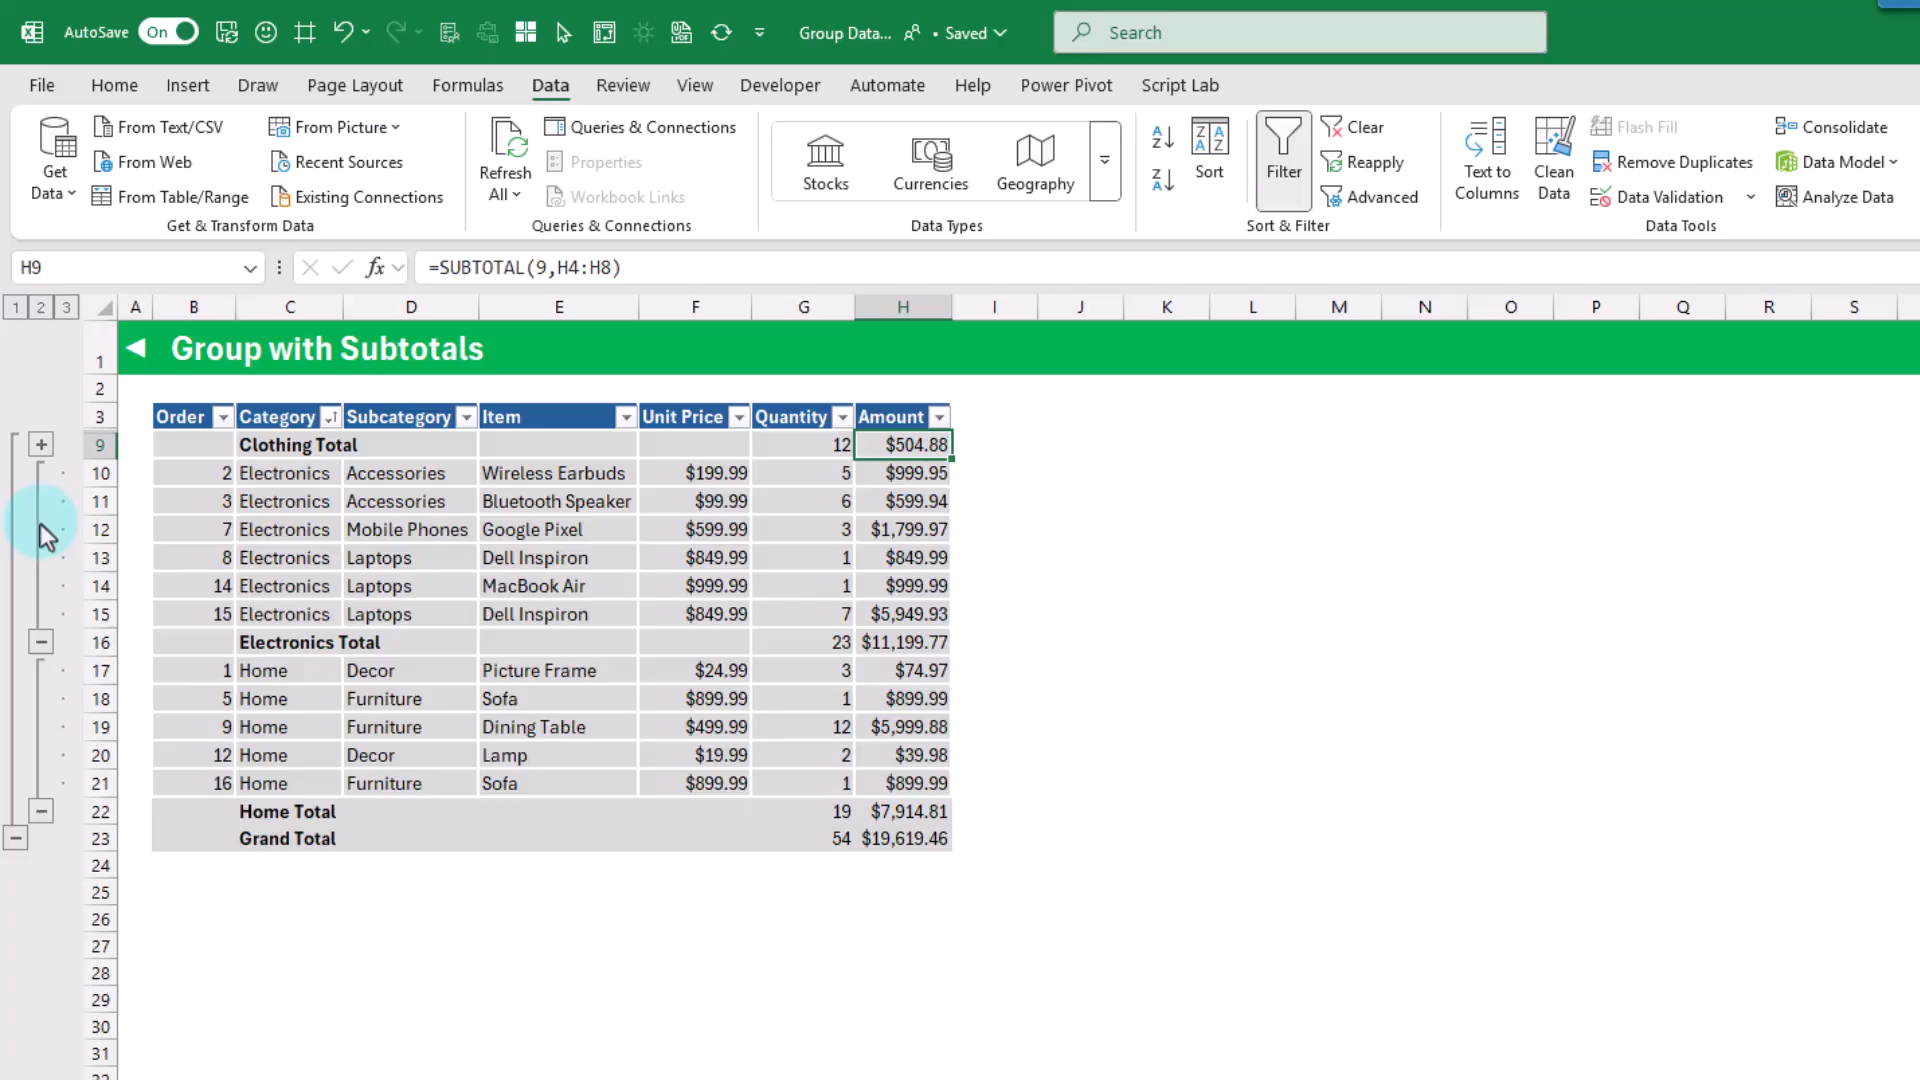 AutoSave On Group Data... • Saved Search
File Home Insert Draw Page Layout Formulas Data Review View Developer Automate Help Power Pivot Script Lab
Get Data From Text/CSV From Web From Table/Range From Picture Recent Sources Existing Connections
Get & Transform Data
Refresh All Queries & Connections Properties Workbook Links
Queries & Connections
Stocks Currencies Geography
Data Types
Sort Filter Clear Reapply Advanced
Sort & Filter
Text to Columns Clean Data Flash Fill Remove Duplicates Data Validation Consolidate Data Model Analyze Data
Data Tools
H9 fx =SUBTOTAL(9,H4:H8)
1 2 3 A B C D E F G H I J K L M N O P Q R S
1 Group with Subtotals
2
3 Order Category Subcategory Item Unit Price Quantity Amount
9 Clothing Total 12 $504.88
10 2 Electronics Accessories Wireless Earbuds $199.99 5 $999.95
11 3 Electronics Accessories Bluetooth Speaker $99.99 6 $599.94
12 7 Electronics Mobile Phones Google Pixel $599.99 3 $1,799.97
13 8 Electronics Laptops Dell Inspiron $849.99 1 $849.99
14 14 Electronics Laptops MacBook Air $999.99 1 $999.99
15 15 Electronics Laptops Dell Inspiron $849.99 7 $5,949.93
16 Electronics Total 23 $11,199.77
17 1 Home Decor Picture Frame $24.99 3 $74.97
18 5 Home Furniture Sofa $899.99 1 $899.99
19 9 Home Furniture Dining Table $499.99 12 $5,999.88
20 12 Home Decor Lamp $19.99 2 $39.98
21 16 Home Furniture Sofa $899.99 1 $899.99
22 Home Total 19 $7,914.81
23 Grand Total 54 $19,619.46
24
25
26
27
28
29
30
31